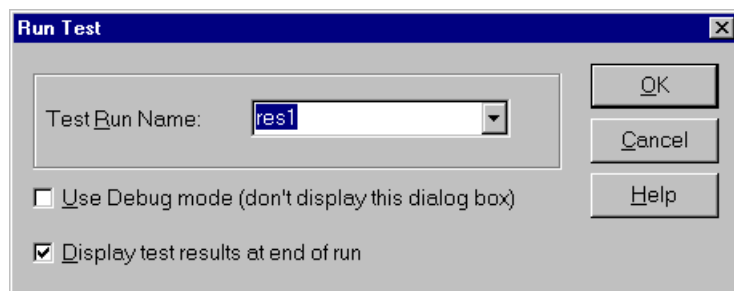 Run Test
Test Run Name: res1
OK
Cancel
Help
Use Debug mode (don't display this dialog box)
Display test results at end of run